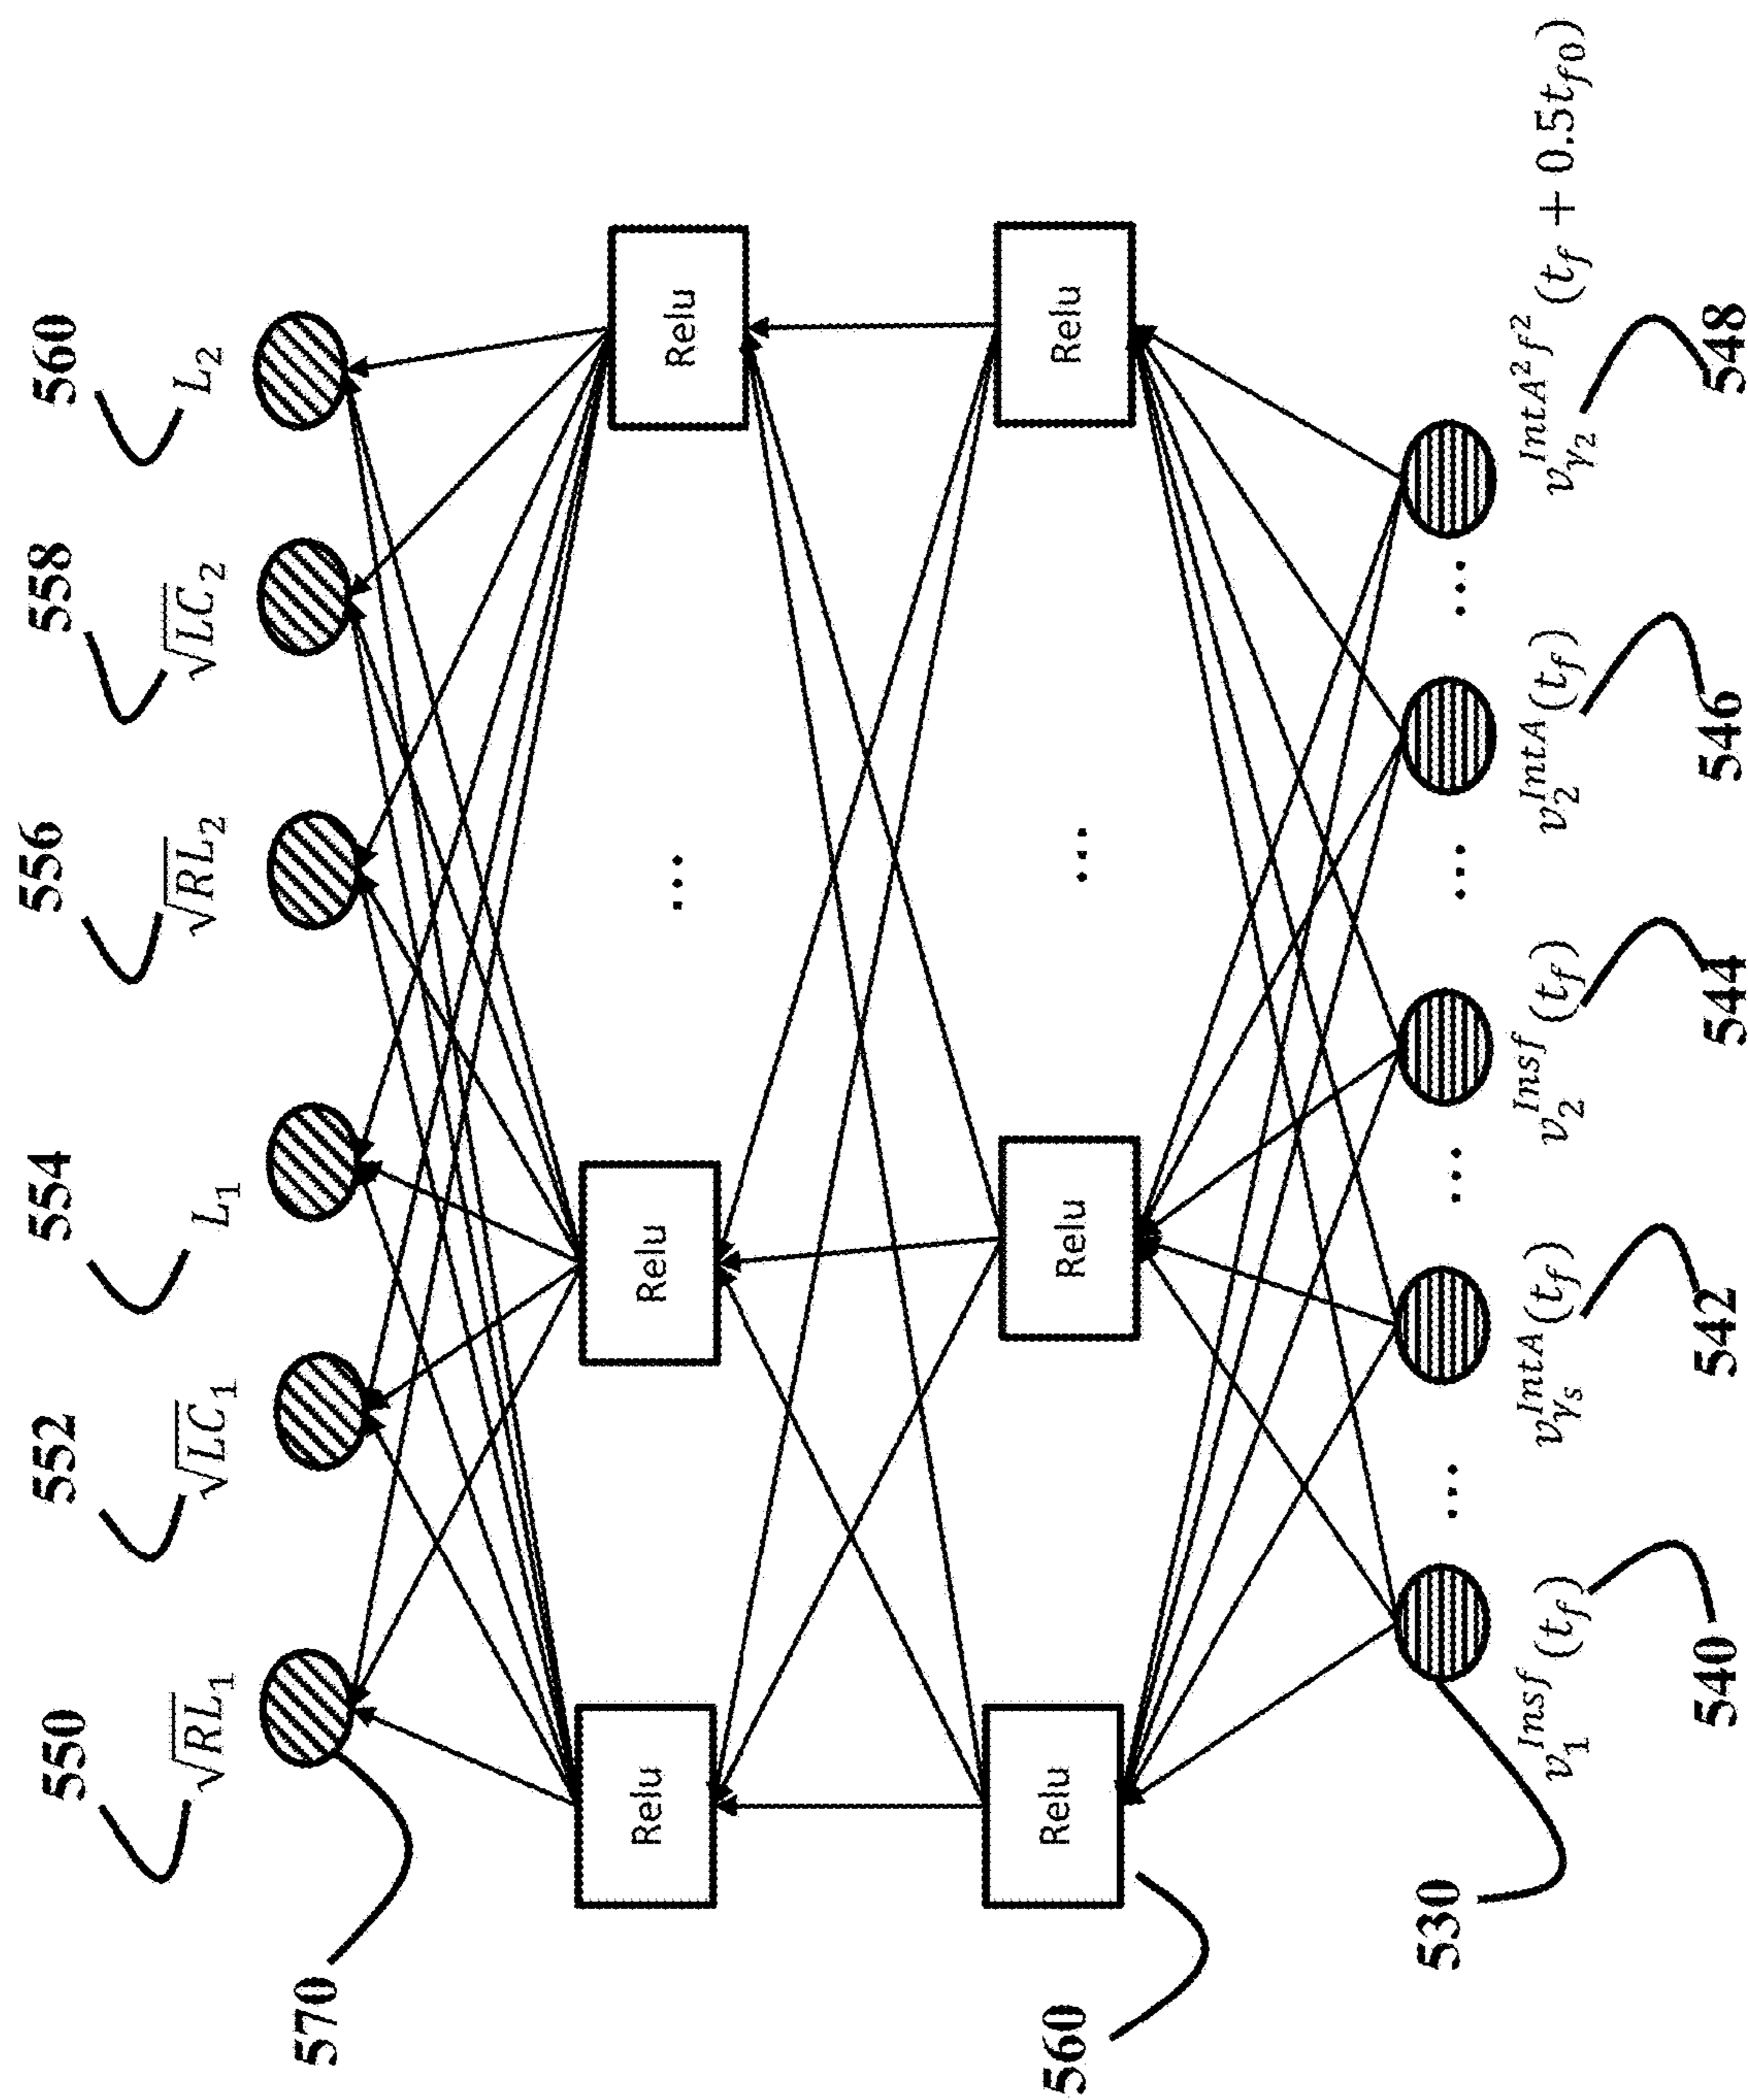 550 552 554 556 558 560
√RL₁ √LC₁ L₁ √RL₂ √LC₂ L₂
570
Relu Relu ... Relu
560
Relu Relu ... Relu
530
... ... ... ...
v₁^Insf(t_f) v_γs^IntA(t_f) v₂^Insf(t_f) v₂^IntA(t_f) v_γ₂^IntA²f²(t_f + 0.5t_f0)
540 542 544 546 548